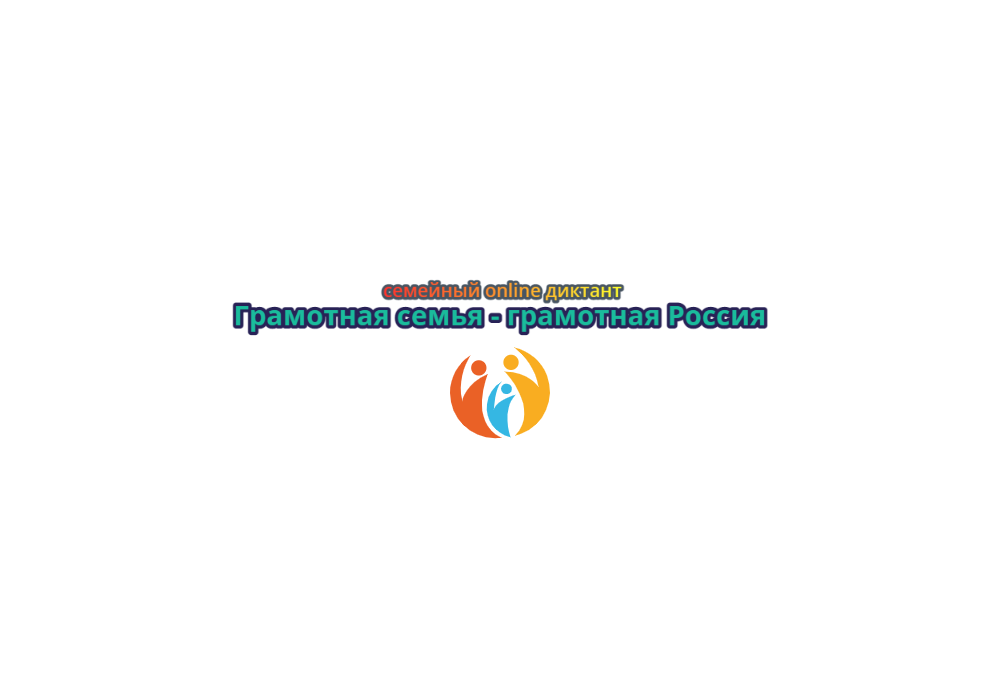 семейный online диктант
Грамотная семья - грамотная Россия